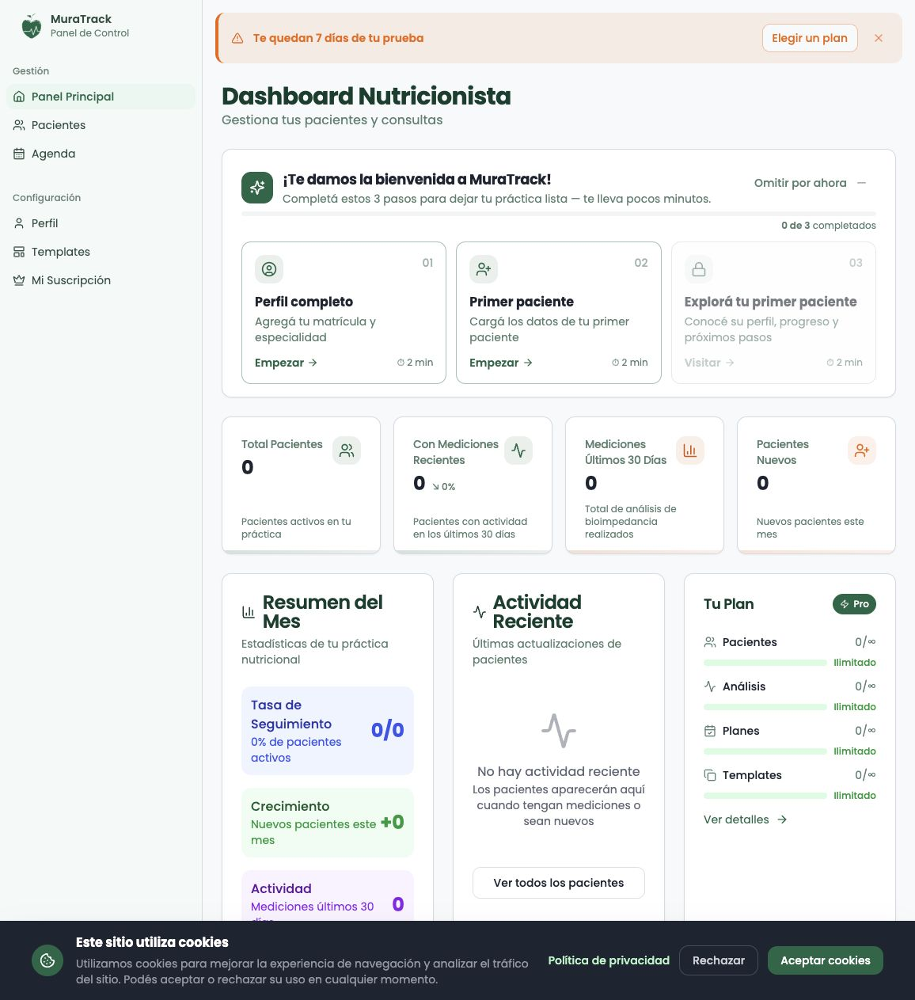 MuraTrack
Panel de Control
Gestión
Panel Principal
Pacientes
Agenda
Configuración
Perfil
Templates
Mi Suscripción
Te quedan 7 días de tu prueba
Elegir un plan
Dashboard Nutricionista
Gestiona tus pacientes y consultas
¡Te damos la bienvenida a MuraTrack!
Completá estos 3 pasos para dejar tu práctica lista — te lleva pocos minutos.
Omitir por ahora
0 de 3 completados
01
Perfil completo
Agregá tu matrícula y
especialidad
Empezar →
2 min
02
Primer paciente
Cargá los datos de tu primer
paciente
Empezar →
2 min
03
Explorá tu primer paciente
Conocé su perfil, progreso y
próximos pasos
Visitar →
2 min
Total Pacientes
0
Pacientes activos en tu
práctica
Con Mediciones
Recientes
0 ↘ 0%
Pacientes con actividad
en los últimos 30 días
Mediciones
Últimos 30 Días
0
Total de análisis de
bioimpedancia
realizados
Pacientes
Nuevos
0
Nuevos pacientes este
mes
Resumen del
Mes
Estadísticas de tu práctica
nutricional
Tasa de
Seguimiento
0% de pacientes
activos
0/0
Crecimiento
Nuevos pacientes este
mes
+0
Actividad
Mediciones últimos 30
días
0
Actividad
Reciente
Últimas actualizaciones de
pacientes
No hay actividad reciente
Los pacientes aparecerán aquí
cuando tengan mediciones o
sean nuevos
Ver todos los pacientes
Tu Plan
Pro
Pacientes 0/∞
Ilimitado
Análisis 0/∞
Ilimitado
Planes 0/∞
Ilimitado
Templates 0/∞
Ilimitado
Ver detalles →
Este sitio utiliza cookies
Utilizamos cookies para mejorar la experiencia de navegación y analizar el tráfico
del sitio. Podés aceptar o rechazar su uso en cualquier momento.
Política de privacidad
Rechazar
Aceptar cookies